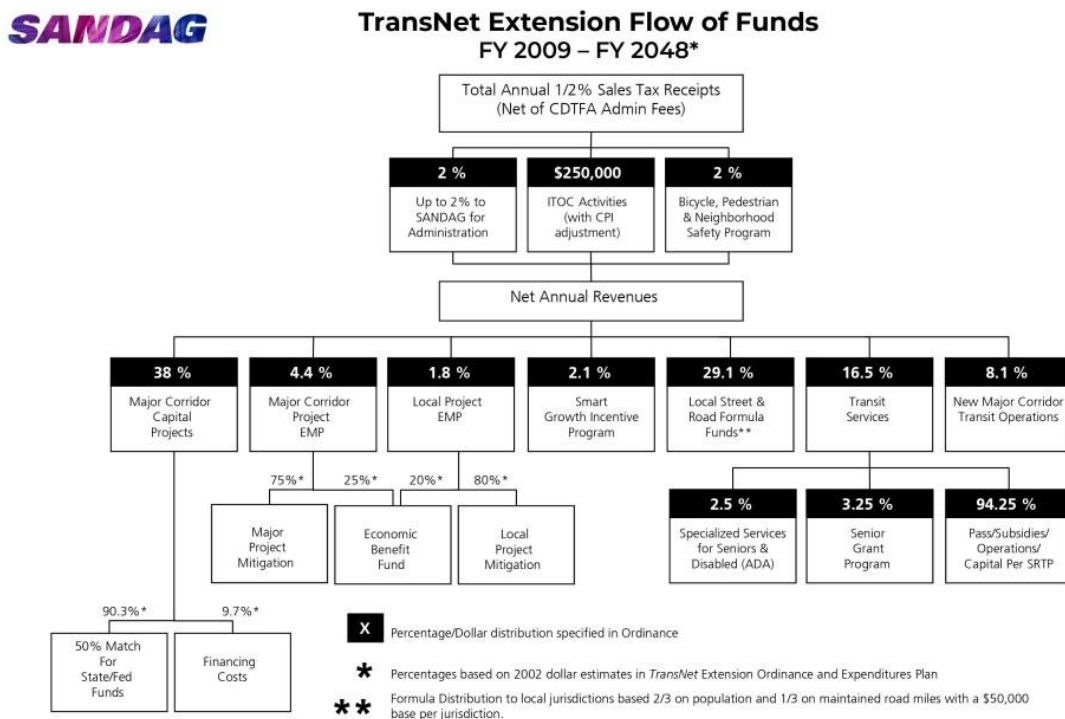 SANDAG
TransNet Extension Flow of Funds
FY 2009 – FY 2048*
Total Annual 1/2% Sales Tax Receipts
(Net of CDTFA Admin Fees)
2 %
Up to 2% to
SANDAG for
Administration
$250,000
ITOC Activities
(with CPI
adjustment)
2 %
Bicycle, Pedestrian
& Neighborhood
Safety Program
Net Annual Revenues
38 %
Major Corridor
Capital
Projects
4.4 %
Major Corridor
Project
EMP
1.8 %
Local Project
EMP
2.1 %
Smart
Growth Incentive
Program
29.1 %
Local Street &
Road Formula
Funds**
16.5 %
Transit
Services
8.1 %
New Major Corridor
Transit Operations
75%*
25%*
20%*
80%*
Major
Project
Mitigation
Economic
Benefit
Fund
Local
Project
Mitigation
2.5 %
Specialized Services
for Seniors &
Disabled (ADA)
3.25 %
Senior
Grant
Program
94.25 %
Pass/Subsidies/
Operations/
Capital Per SRTP
90.3%*
9.7%*
50% Match
For
State/Fed
Funds
Financing
Costs
X Percentage/Dollar distribution specified in Ordinance
* Percentages based on 2002 dollar estimates in TransNet Extension Ordinance and Expenditures Plan
** Formula Distribution to local jurisdictions based 2/3 on population and 1/3 on maintained road miles with a $50,000
base per jurisdiction.